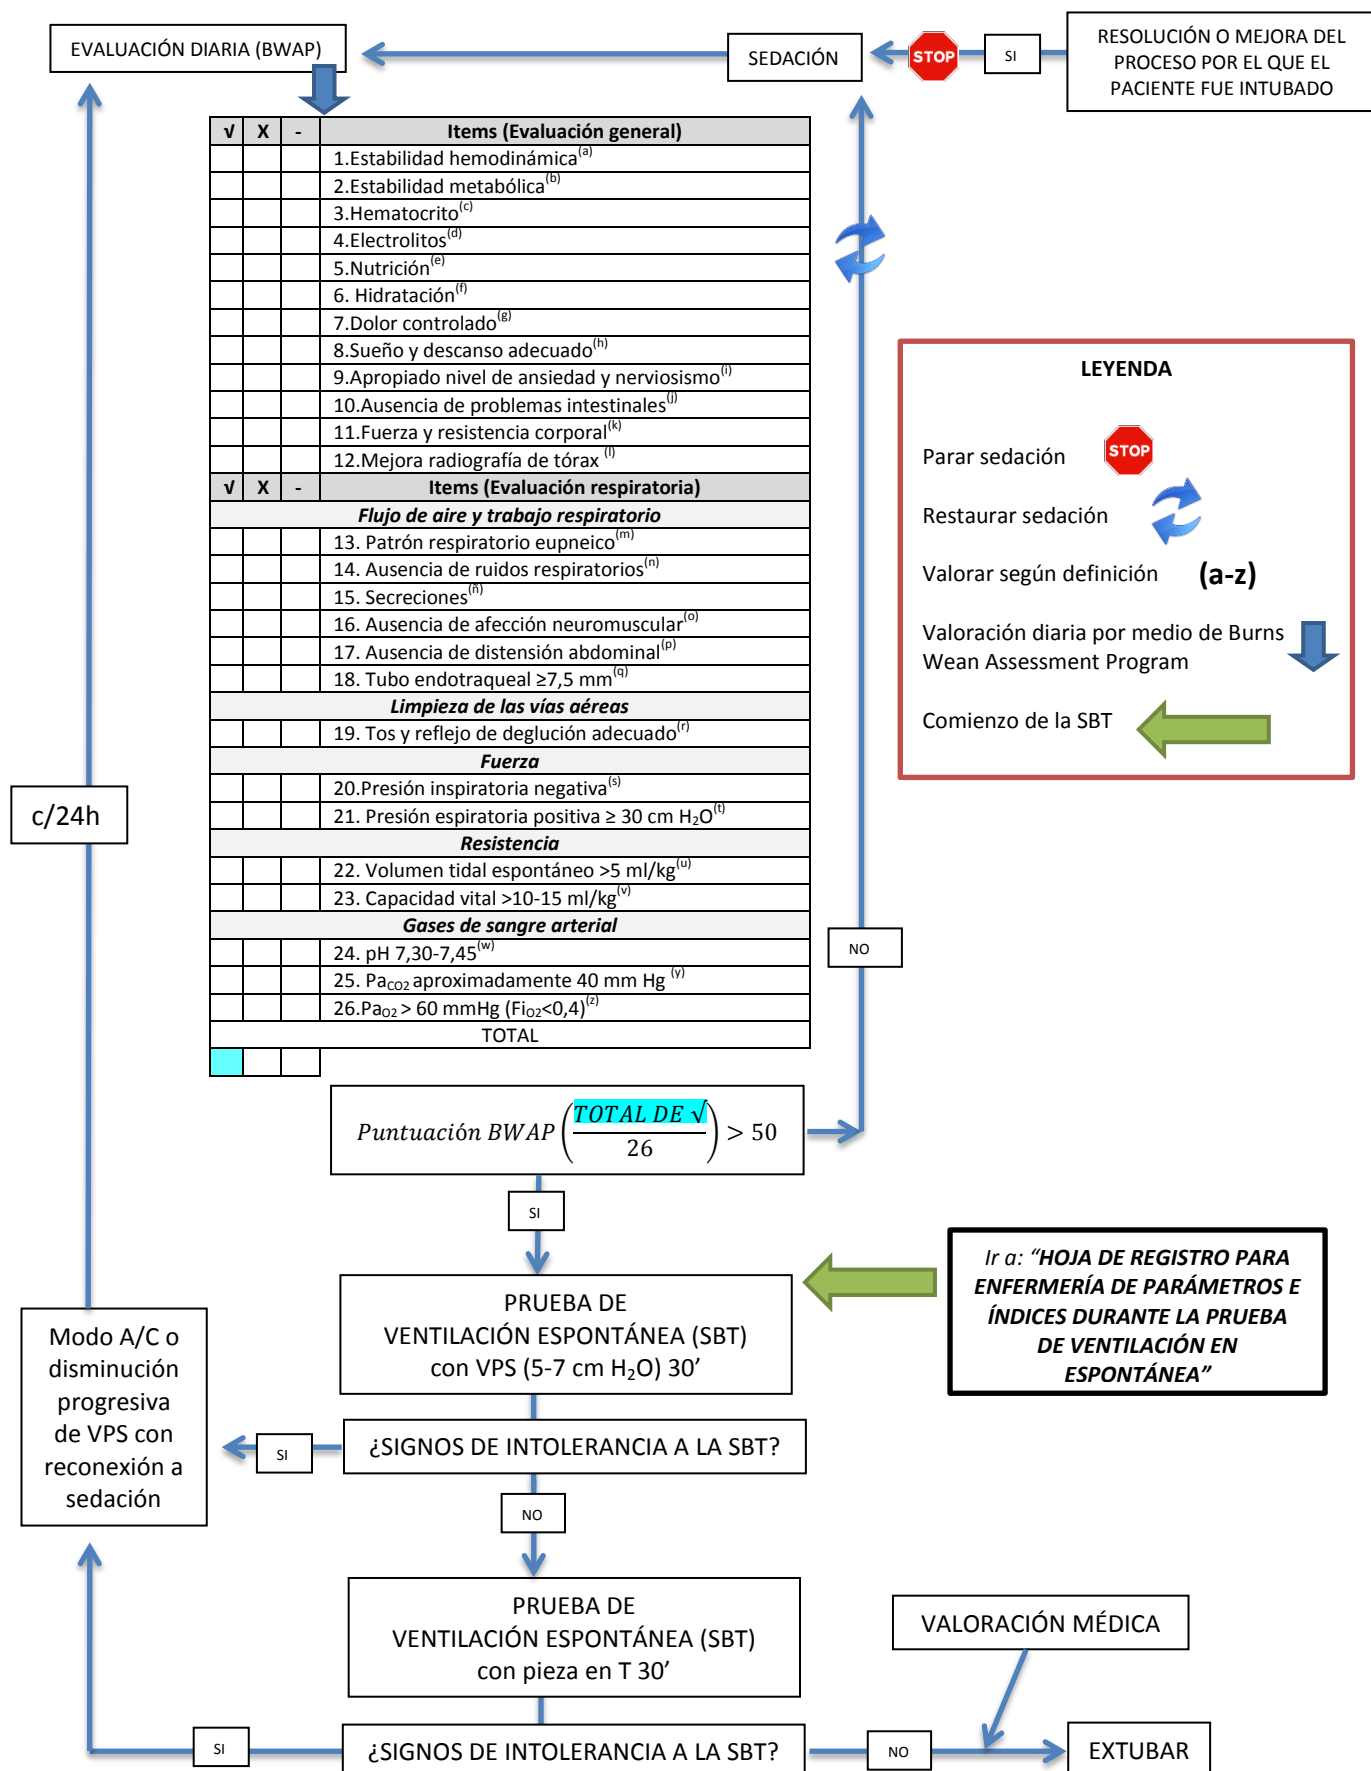 EVALUACIÓN DIARIA (BWAP)
SEDACIÓN
STOP
SI
RESOLUCIÓN O MEJORA DEL
PROCESO POR EL QUE EL
PACIENTE FUE INTUBADO
√ X - Items (Evaluación general)
1.Estabilidad hemodinámica(a)
2.Estabilidad metabólica(b)
3.Hematocrito(c)
4.Electrolitos(d)
5.Nutrición(e)
6. Hidratación(f)
7.Dolor controlado(g)
8.Sueño y descanso adecuado(h)
9.Apropiado nivel de ansiedad y nerviosismo(i)
10.Ausencia de problemas intestinales(j)
11.Fuerza y resistencia corporal(k)
12.Mejora radiografía de tórax (l)
√ X - Items (Evaluación respiratoria)
Flujo de aire y trabajo respiratorio
13. Patrón respiratorio eupneico(m)
14. Ausencia de ruidos respiratorios(n)
15. Secreciones(ñ)
16. Ausencia de afección neuromuscular(o)
17. Ausencia de distensión abdominal(p)
18. Tubo endotraqueal ≥7,5 mm(q)
Limpieza de las vías aéreas
19. Tos y reflejo de deglución adecuado(r)
Fuerza
20.Presión inspiratoria negativa(s)
21. Presión espiratoria positiva ≥ 30 cm H2O(t)
Resistencia
22. Volumen tidal espontáneo >5 ml/kg(u)
23. Capacidad vital >10-15 ml/kg(v)
Gases de sangre arterial
24. pH 7,30-7,45(w)
25. PaCO2 aproximadamente 40 mm Hg (y)
26.PaO2 > 60 mmHg (FiO2<0,4)(z)
TOTAL
LEYENDA
Parar sedación STOP
Restaurar sedación
Valorar según definición (a-z)
Valoración diaria por medio de Burns
Wean Assessment Program
Comienzo de la SBT
c/24h
NO
Puntuación BWAP (TOTAL DE √ / 26) > 50
SI
PRUEBA DE
VENTILACIÓN ESPONTÁNEA (SBT)
con VPS (5-7 cm H2O) 30’
Ir a: “HOJA DE REGISTRO PARA
ENFERMERÍA DE PARÁMETROS E
ÍNDICES DURANTE LA PRUEBA
DE VENTILACIÓN EN
ESPONTÁNEA”
Modo A/C o
disminución
progresiva
de VPS con
reconexión a
sedación
SI
¿SIGNOS DE INTOLERANCIA A LA SBT?
NO
PRUEBA DE
VENTILACIÓN ESPONTÁNEA (SBT)
con pieza en T 30’
VALORACIÓN MÉDICA
SI
¿SIGNOS DE INTOLERANCIA A LA SBT?
NO
EXTUBAR